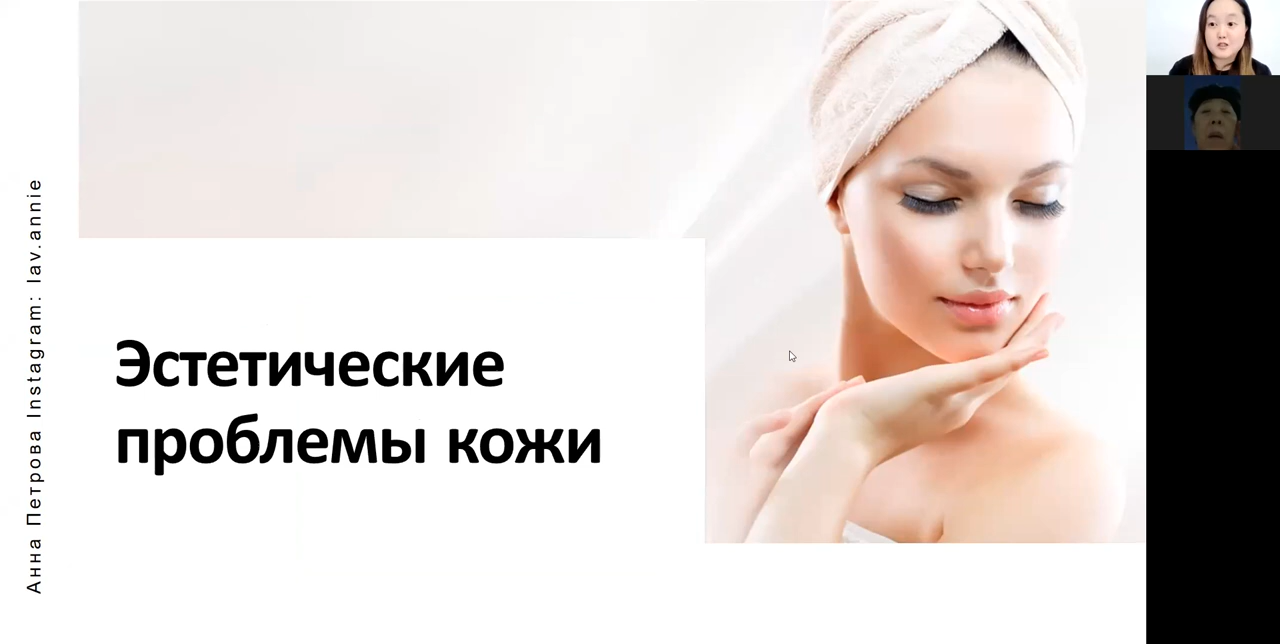 Анна Петрова Instagram: lav.annie
Эстетические
проблемы кожи